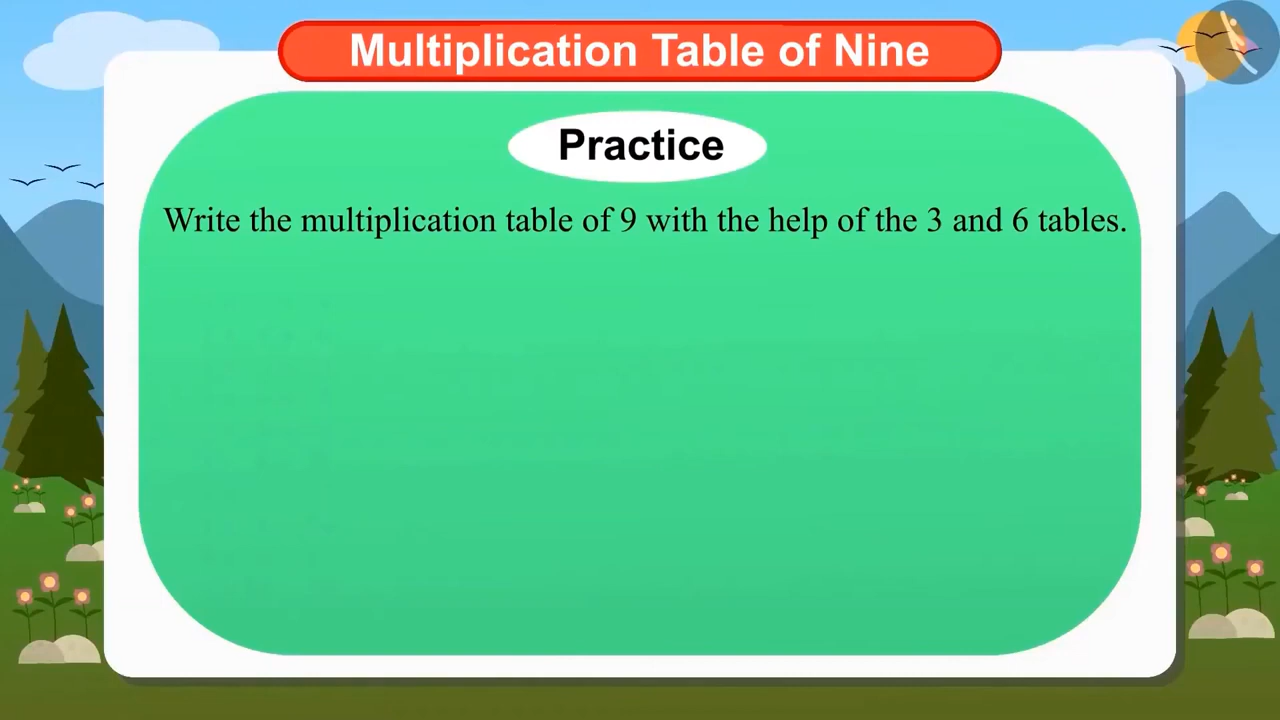 Multiplication Table of Nine
Practice
Write the multiplication table of 9 with the help of the 3 and 6 tables.